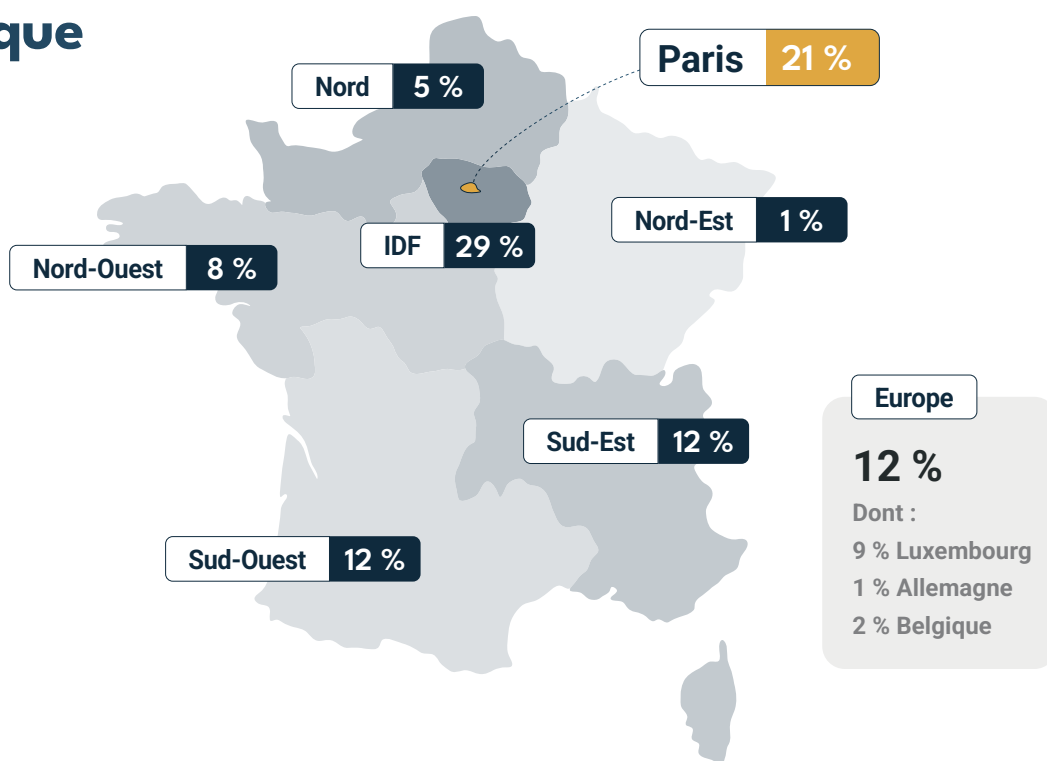 que
Paris 21 %
Nord 5 %
Nord-Est 1 %
IDF 29 %
Nord-Ouest 8 %
Europe
12 %
Dont :
9 % Luxembourg
1 % Allemagne
2 % Belgique
Sud-Est 12 %
Sud-Ouest 12 %